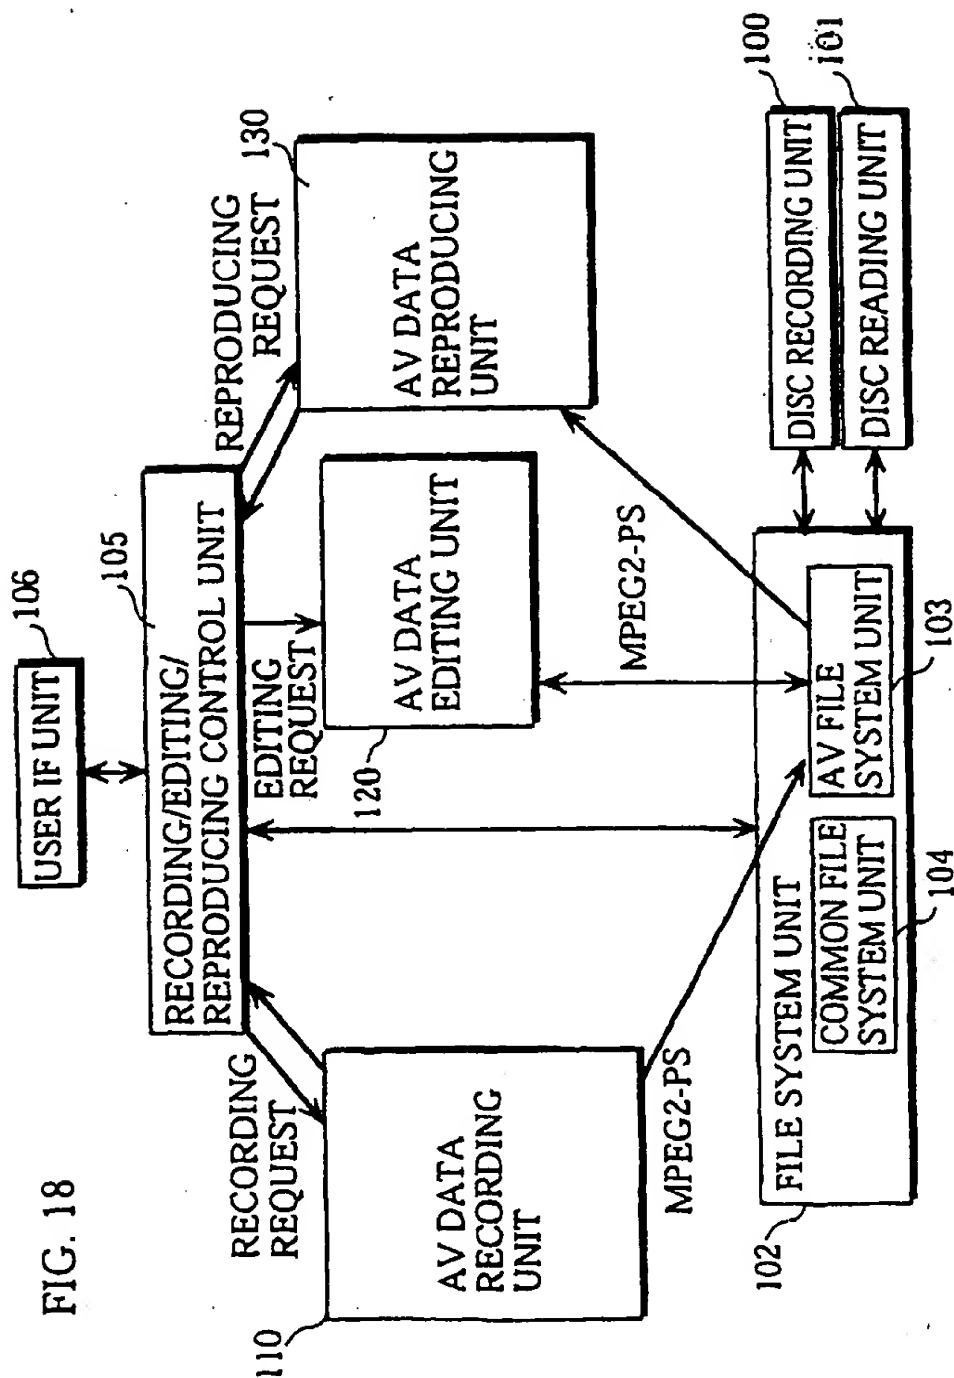 FIG. 18
USER IF UNIT
106
105
RECORDING/EDITING/
REPRODUCING CONTROL UNIT
RECORDING
REQUEST
EDITING
REQUEST
REPRODUCING
REQUEST
110
AV DATA
RECORDING
UNIT
120
AV DATA
EDITING UNIT
130
AV DATA
REPRODUCING
UNIT
MPEG2-PS
MPEG2-PS
102
FILE SYSTEM UNIT
COMMON FILE
SYSTEM UNIT
104
AV FILE
SYSTEM UNIT
103
DISC RECORDING UNIT
100
DISC READING UNIT
101